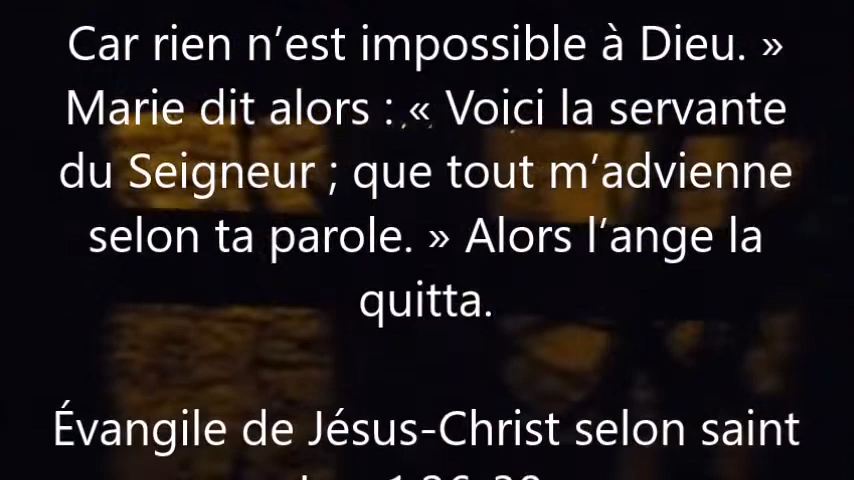 Car rien n’est impossible à Dieu. »
Marie dit alors : « Voici la servante
du Seigneur ; que tout m’advienne
selon ta parole. » Alors l’ange la
quitta.
Évangile de Jésus-Christ selon saint